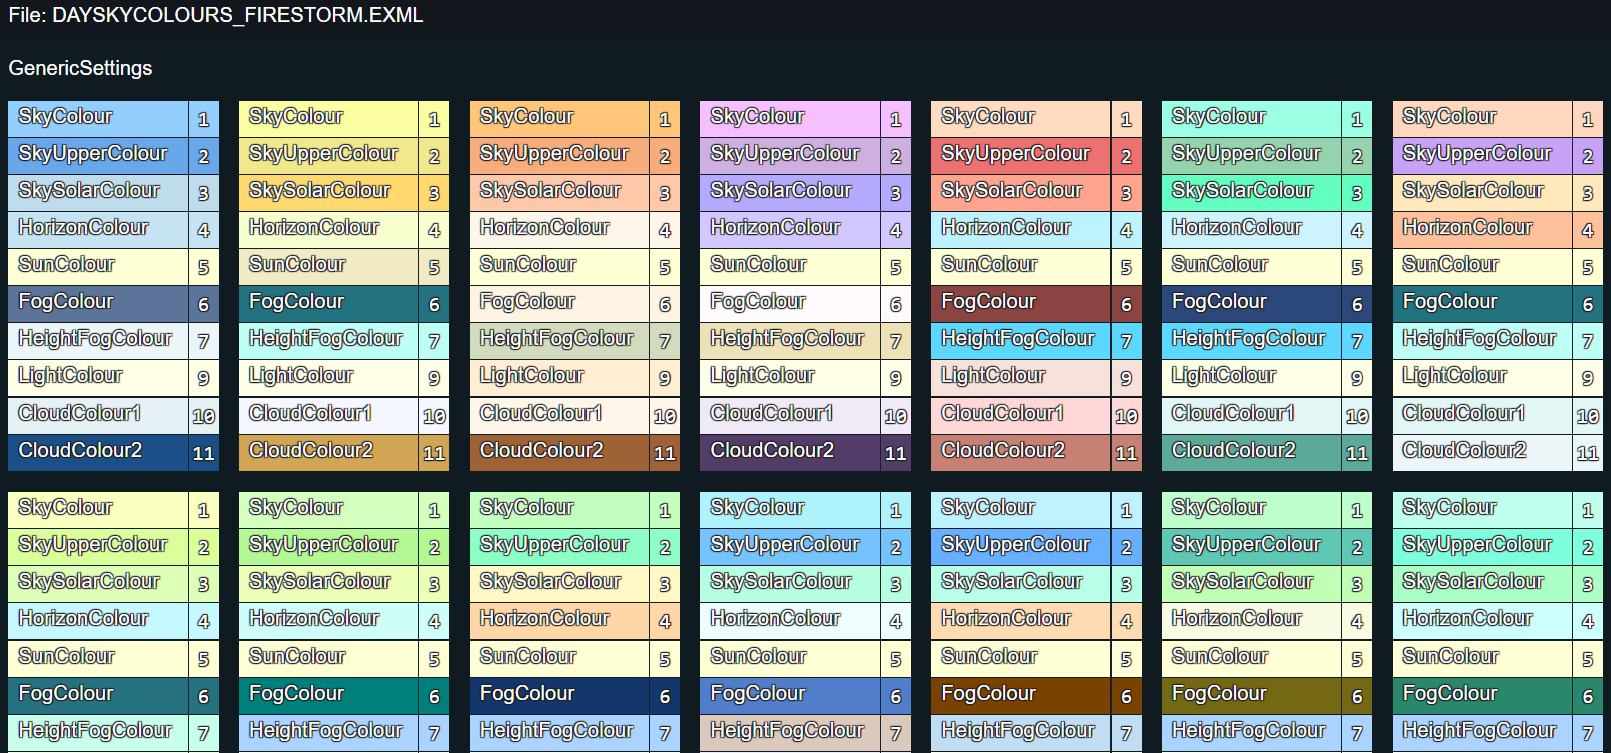 File: DAYSKYCOLOURS_FIRESTORM.EXML
GenericSettings
SkyColour 1 SkyColour 1 SkyColour 1 SkyColour 1 SkyColour 1 SkyColour 1 SkyColour 1
SkyUpperColour 2 SkyUpperColour 2 SkyUpperColour 2 SkyUpperColour 2 SkyUpperColour 2 SkyUpperColour 2 SkyUpperColour 2
SkySolarColour 3 SkySolarColour 3 SkySolarColour 3 SkySolarColour 3 SkySolarColour 3 SkySolarColour 3 SkySolarColour 3
HorizonColour 4 HorizonColour 4 HorizonColour 4 HorizonColour 4 HorizonColour 4 HorizonColour 4 HorizonColour 4
SunColour 5 SunColour 5 SunColour 5 SunColour 5 SunColour 5 SunColour 5 SunColour 5
FogColour 6 FogColour 6 FogColour 6 FogColour 6 FogColour 6 FogColour 6 FogColour 6
HeightFogColour 7 HeightFogColour 7 HeightFogColour 7 HeightFogColour 7 HeightFogColour 7 HeightFogColour 7 HeightFogColour 7
LightColour 9 LightColour 9 LightColour 9 LightColour 9 LightColour 9 LightColour 9 LightColour 9
CloudColour1 10 CloudColour1 10 CloudColour1 10 CloudColour1 10 CloudColour1 10 CloudColour1 10 CloudColour1 10
CloudColour2 11 CloudColour2 11 CloudColour2 11 CloudColour2 11 CloudColour2 11 CloudColour2 11 CloudColour2 11
SkyColour 1 SkyColour 1 SkyColour 1 SkyColour 1 SkyColour 1 SkyColour 1 SkyColour 1
SkyUpperColour 2 SkyUpperColour 2 SkyUpperColour 2 SkyUpperColour 2 SkyUpperColour 2 SkyUpperColour 2 SkyUpperColour 2
SkySolarColour 3 SkySolarColour 3 SkySolarColour 3 SkySolarColour 3 SkySolarColour 3 SkySolarColour 3 SkySolarColour 3
HorizonColour 4 HorizonColour 4 HorizonColour 4 HorizonColour 4 HorizonColour 4 HorizonColour 4 HorizonColour 4
SunColour 5 SunColour 5 SunColour 5 SunColour 5 SunColour 5 SunColour 5 SunColour 5
FogColour 6 FogColour 6 FogColour 6 FogColour 6 FogColour 6 FogColour 6 FogColour 6
HeightFogColour 7 HeightFogColour 7 HeightFogColour 7 HeightFogColour 7 HeightFogColour 7 HeightFogColour 7 HeightFogColour 7